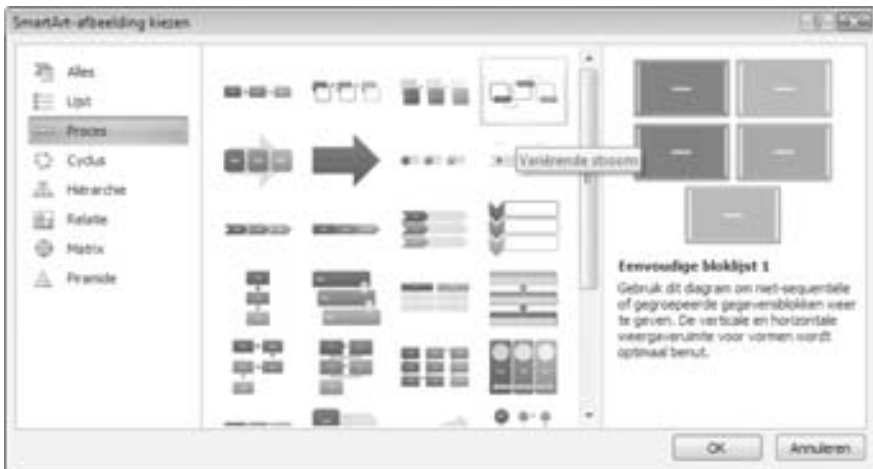 SmartArt-afbeelding kiezen
Alles
Lijst
Proces
Cyclus
Hiërarchie
Relatie
Matrix
Piramide
Variërende stroom
Eenvoudige bloklijst 1
Gebruik dit diagram om niet-sequentiële
of gegroepeerde gegevensblokken weer
te geven. De verticale en horizontale
weergaveruimte voor vormen wordt
optimaal benut.
OK
Annuleren